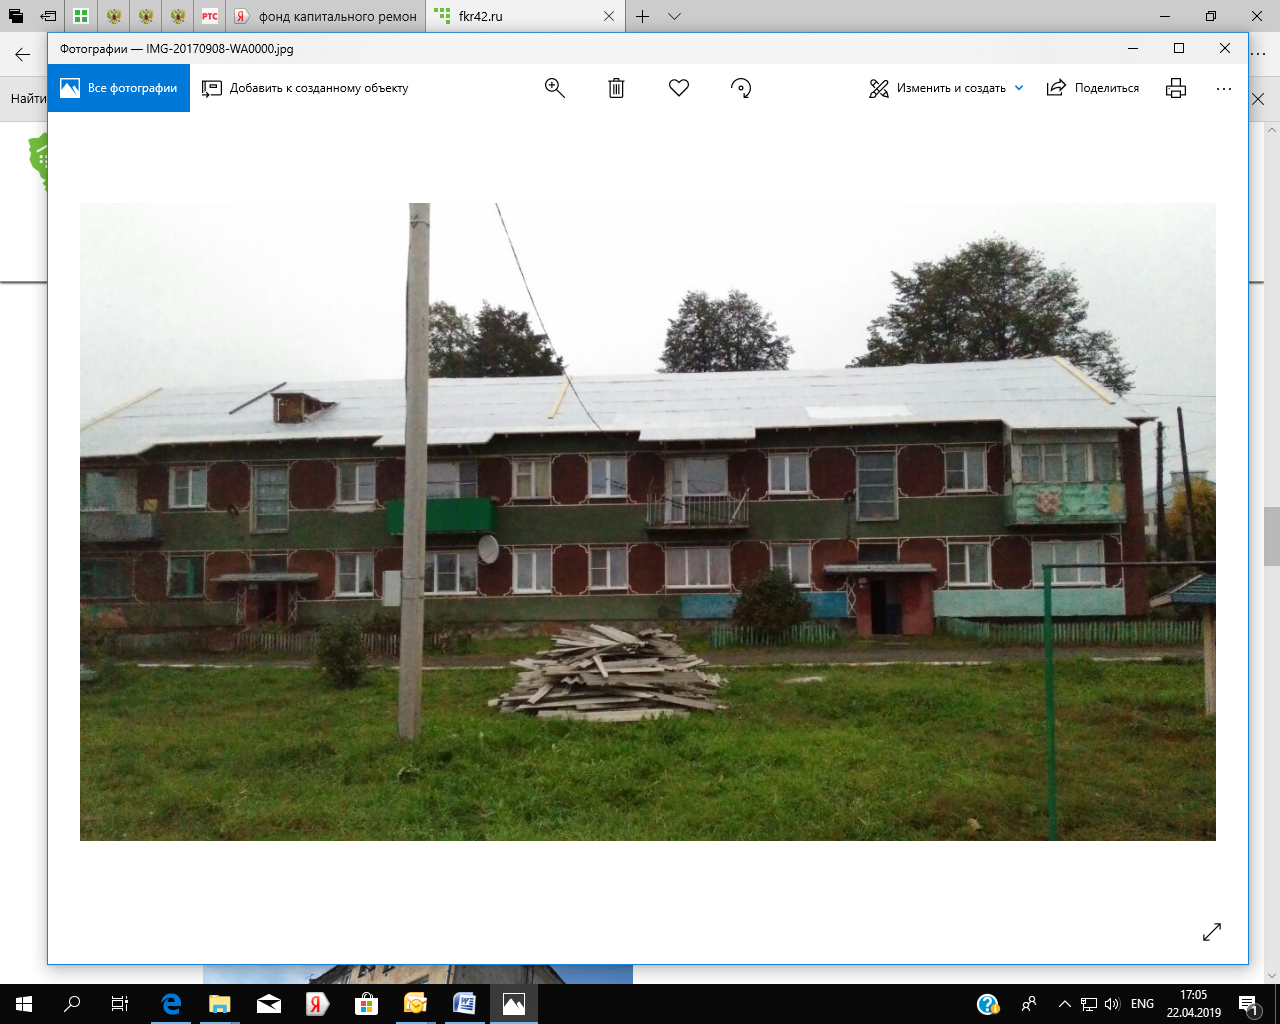 РТС
Я
фонд капитального ремон
fkr42.ru
Фотографии — IMG-20170908-WA0000.jpg
Найти
Все фотографии
Добавить к созданному объекту
Изменить и создать
Поделиться
ENG
17:05
22.04.2019
1